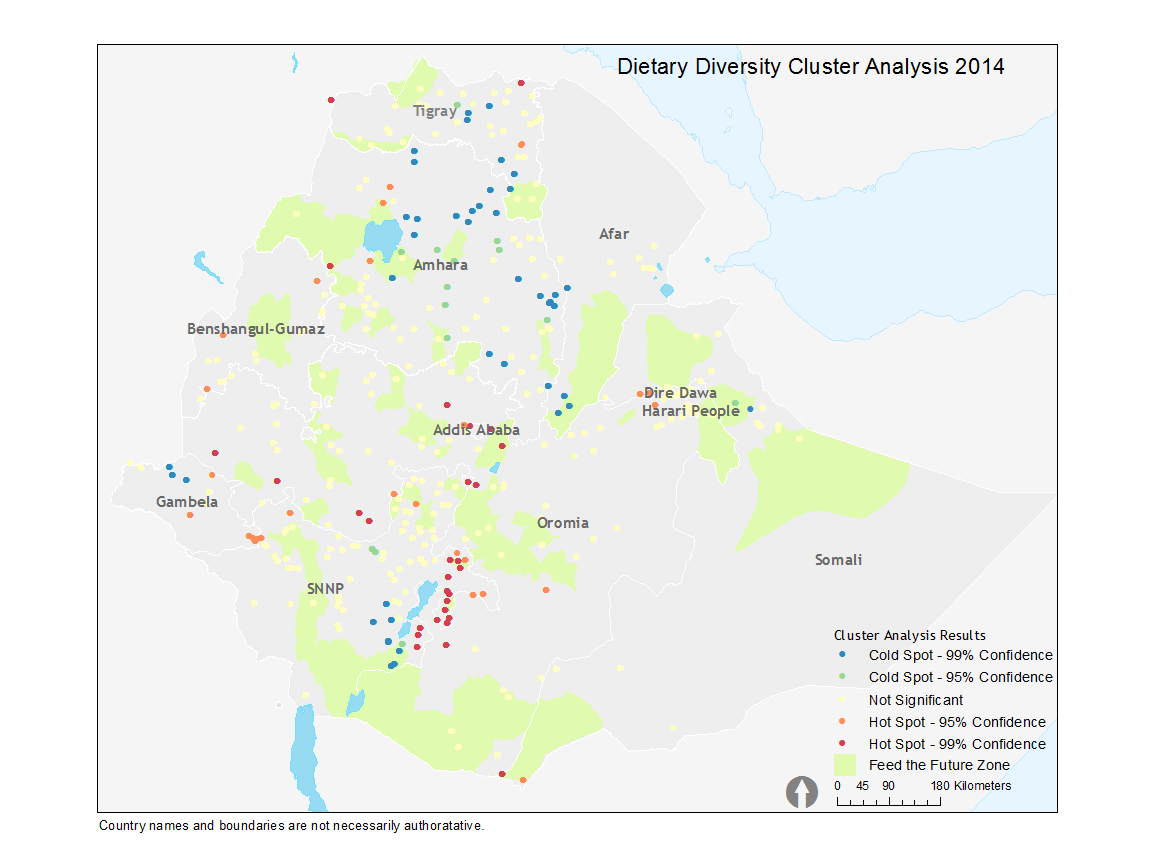 Dietary Diversity Cluster Analysis 2014
Tigray
Afar
Amhara
Benshangul-Gumaz
Dire Dawa
Harari People
Addis Ababa
Gambela
Oromia
Somali
SNNP
Cluster Analysis Results
Cold Spot - 99% Confidence
Cold Spot - 95% Confidence
Not Significant
Hot Spot - 95% Confidence
Hot Spot - 99% Confidence
Feed the Future Zone
0 45 90 180 Kilometers
Country names and boundaries are not necessarily authoratative.